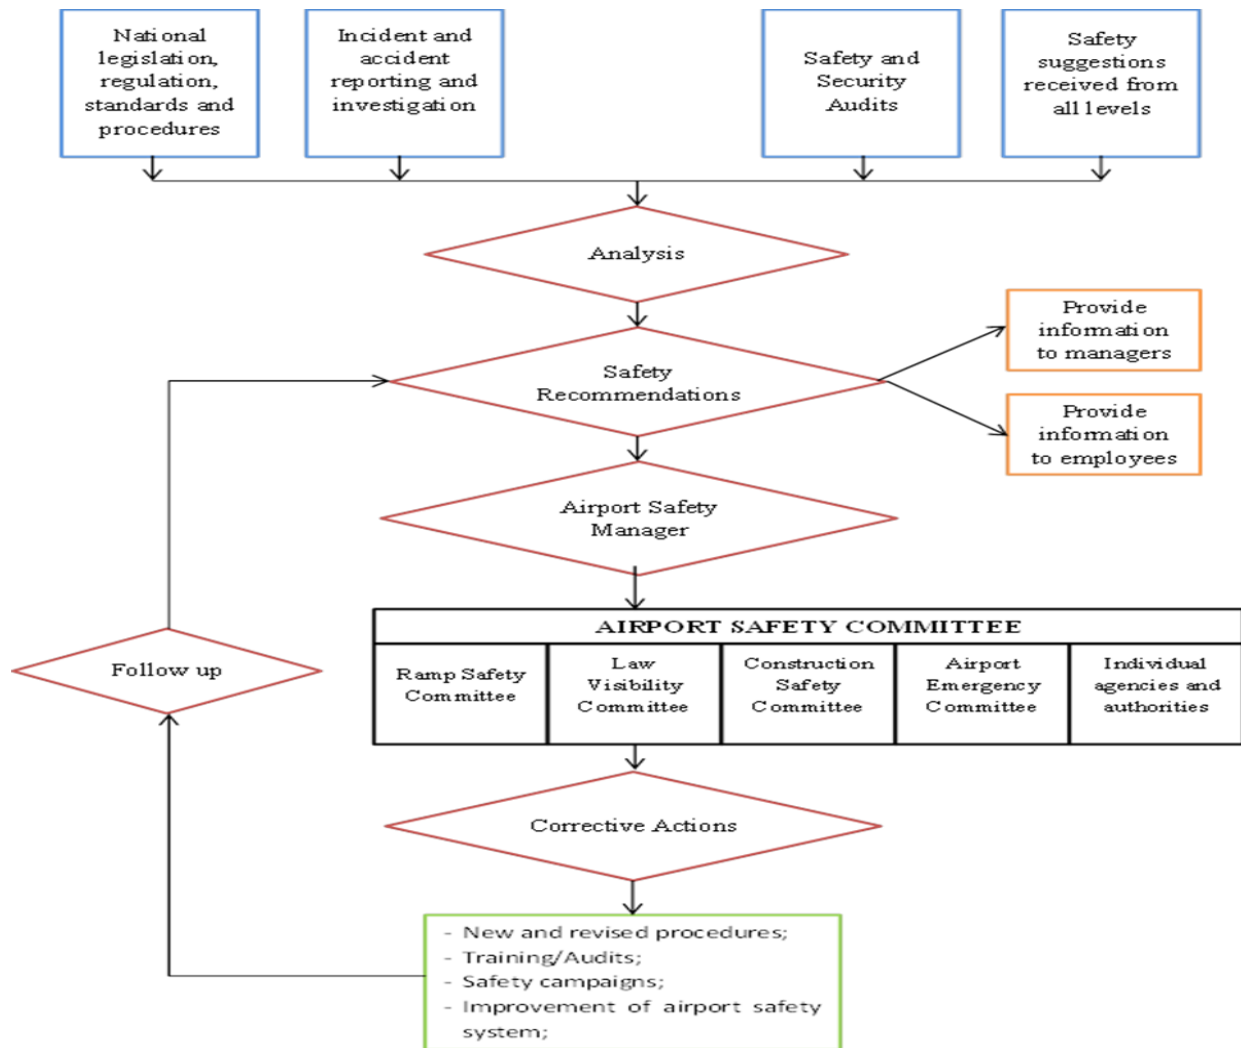 National
legislation,
regulation,
standards and
procedures
Incident and
accident
reporting and
investigation
Safety and
Security
Audits
Safety
suggestions
received from
all levels
Analysis
Safety
Recommendations
Provide
information
to managers
Provide
information
to employees
Airport Safety
Manager
AIRPORT SAFETY COMMITTEE
Ramp Safety
Committee
Law
Visibility
Committee
Construction
Safety
Committee
Airport
Emergency
Committee
Individual
agencies and
authorities
Follow up
Corrective Actions
- New and revised procedures;
- Training/Audits;
- Safety campaigns;
- Improvement of airport safety
system;